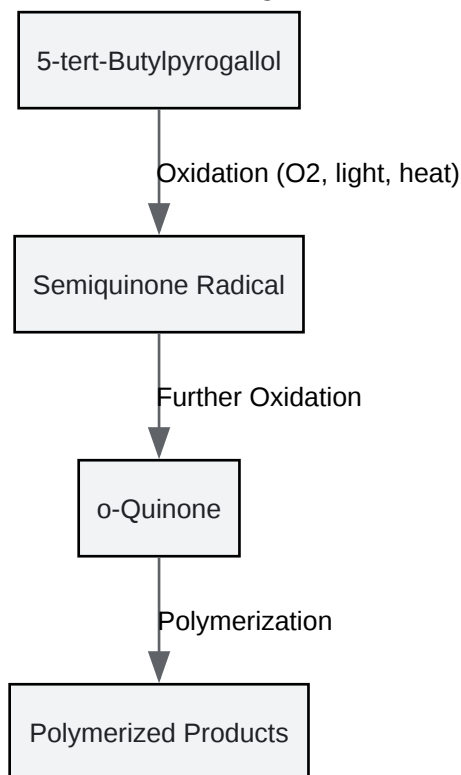 5-tert-Butylpyrogallol
Oxidation (O2, light, heat)
Semiquinone Radical
Further Oxidation
o-Quinone
Polymerization
Polymerized Products